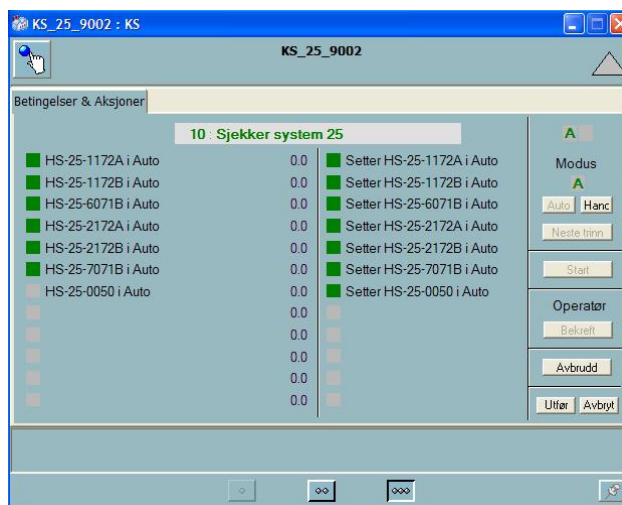 KS_25_9002 : KS
KS_25_9002
Betingelser & Aksjoner
10 : Sjekker system 25
A
HS-25-1172A i Auto 0.0 Setter HS-25-1172A i Auto
HS-25-1172B i Auto 0.0 Setter HS-25-1172B i Auto
HS-25-6071B i Auto 0.0 Setter HS-25-6071B i Auto
HS-25-2172A i Auto 0.0 Setter HS-25-2172A i Auto
HS-25-2172B i Auto 0.0 Setter HS-25-2172B i Auto
HS-25-7071B i Auto 0.0 Setter HS-25-7071B i Auto
HS-25-0050 i Auto 0.0 Setter HS-25-0050 i Auto
0.0
0.0
0.0
0.0
0.0
Modus
A
Auto Hanc
Neste trinn
Start
Operatør
Bekreft
Avbrudd
Utfør Avbryt